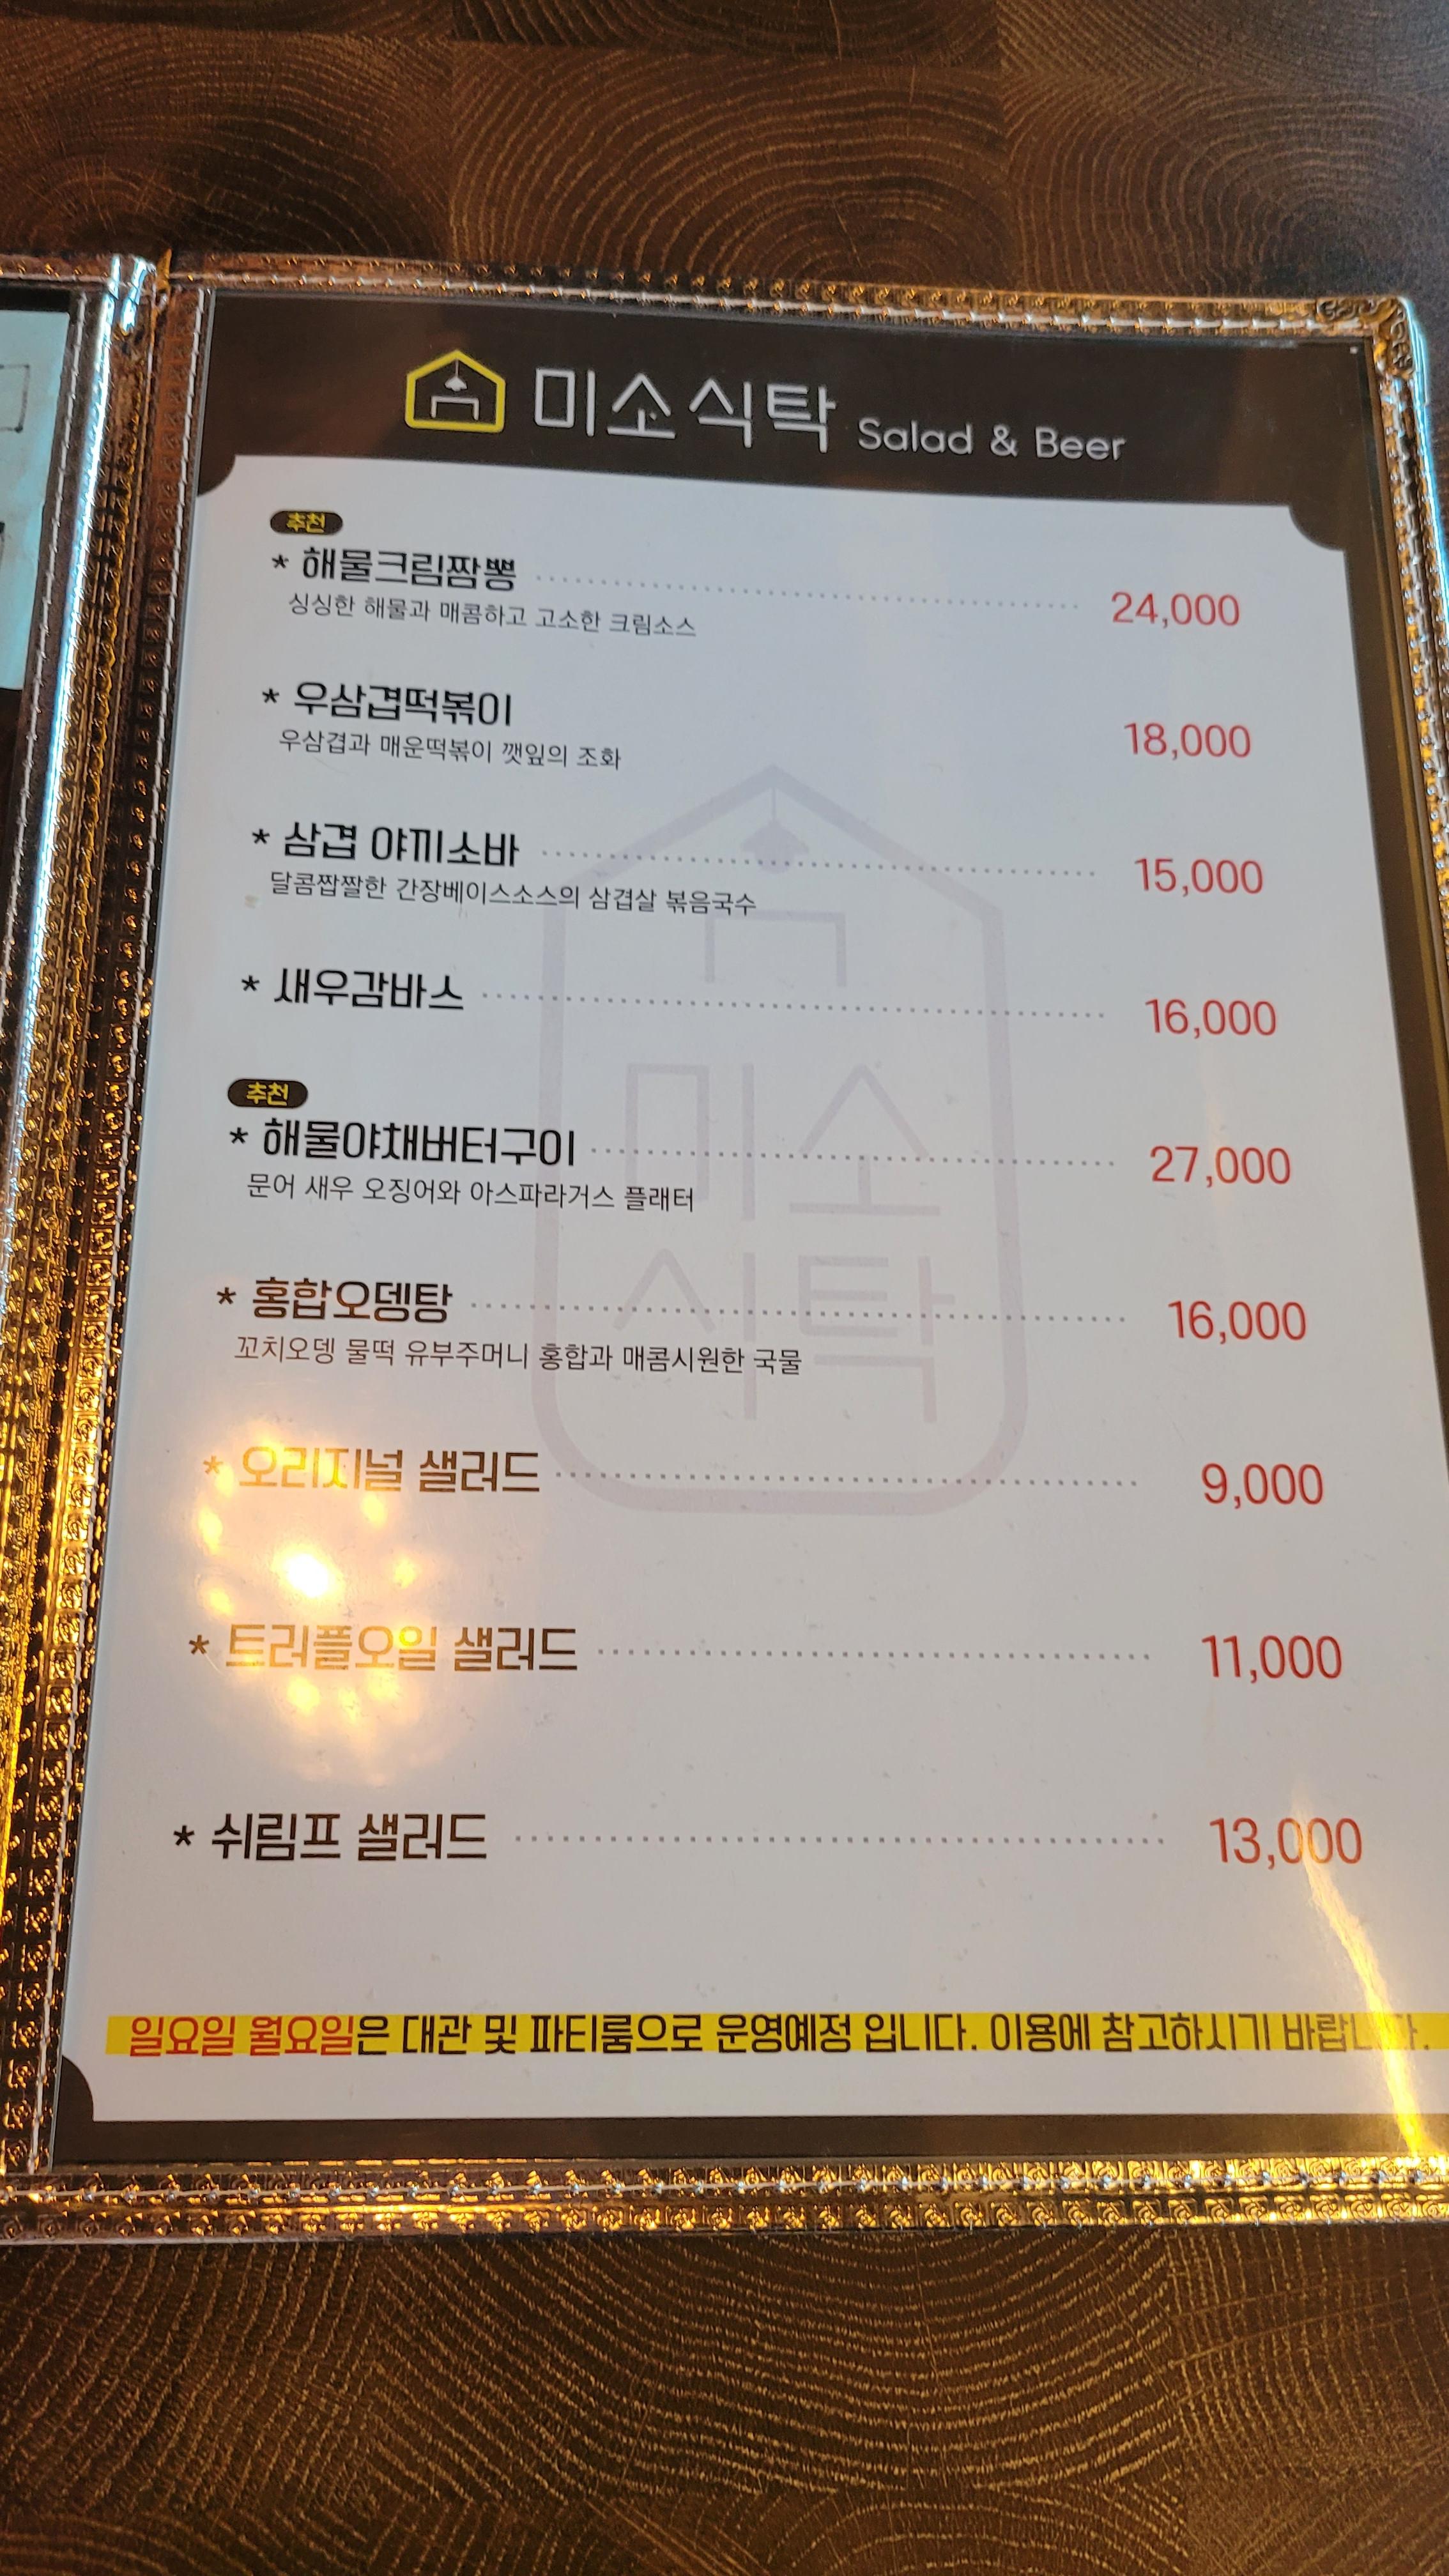 미소식탁 Salad & Beer
추천
* 해물크림짬뽕 24,000
싱싱한 해물과 매콤하고 고소한 크림소스
* 우삼겹떡볶이 18,000
우삼겹과 매운떡볶이 깻잎의 조화
* 삼겹 야끼소바 15,000
달콤짭짤한 간장베이스소스의 삼겹살 볶음국수
* 새우감바스 16,000
추천
* 해물야채버터구이 27,000
문어 새우 오징어와 아스파라거스 플래터
* 홍합오뎅탕 16,000
꼬치오뎅 물떡 유부주머니 홍합과 매콤시원한 국물
* 오리지널 샐러드 9,000
* 트러플오일 샐러드 11,000
* 쉬림프 샐러드 13,000
일요일 월요일은 대관 및 파티룸으로 운영예정 입니다. 이용에 참고하시기 바랍니다.
미소
식탁